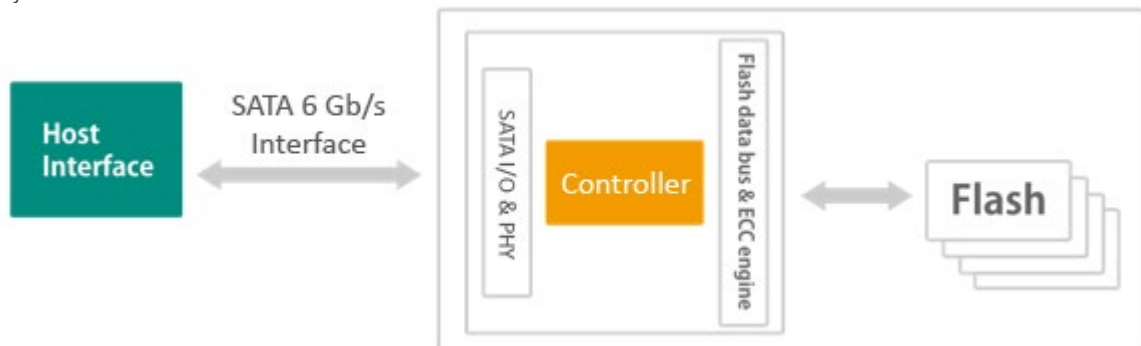 Host
Interface
SATA 6 Gb/s
Interface
SATA I/O & PHY
Controller
Flash data bus & ECC engine
Flash